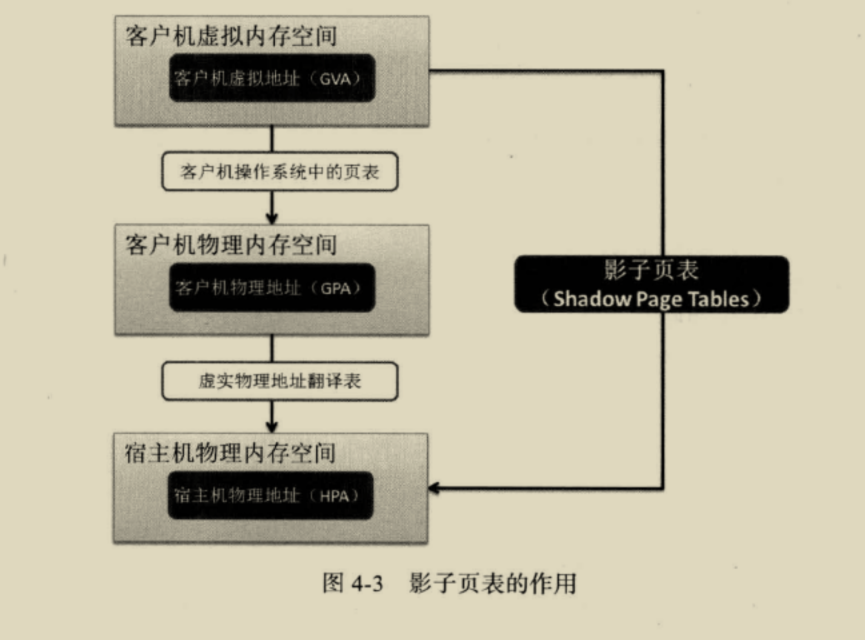 客户机虚拟内存空间
客户机虚拟地址（GVA）
客户机操作系统中的页表
客户机物理内存空间
客户机物理地址（GPA）
影子页表
（Shadow Page Tables）
虚实物理地址翻译表
宿主机物理内存空间
宿主机物理地址（HPA）
图 4-3 影子页表的作用